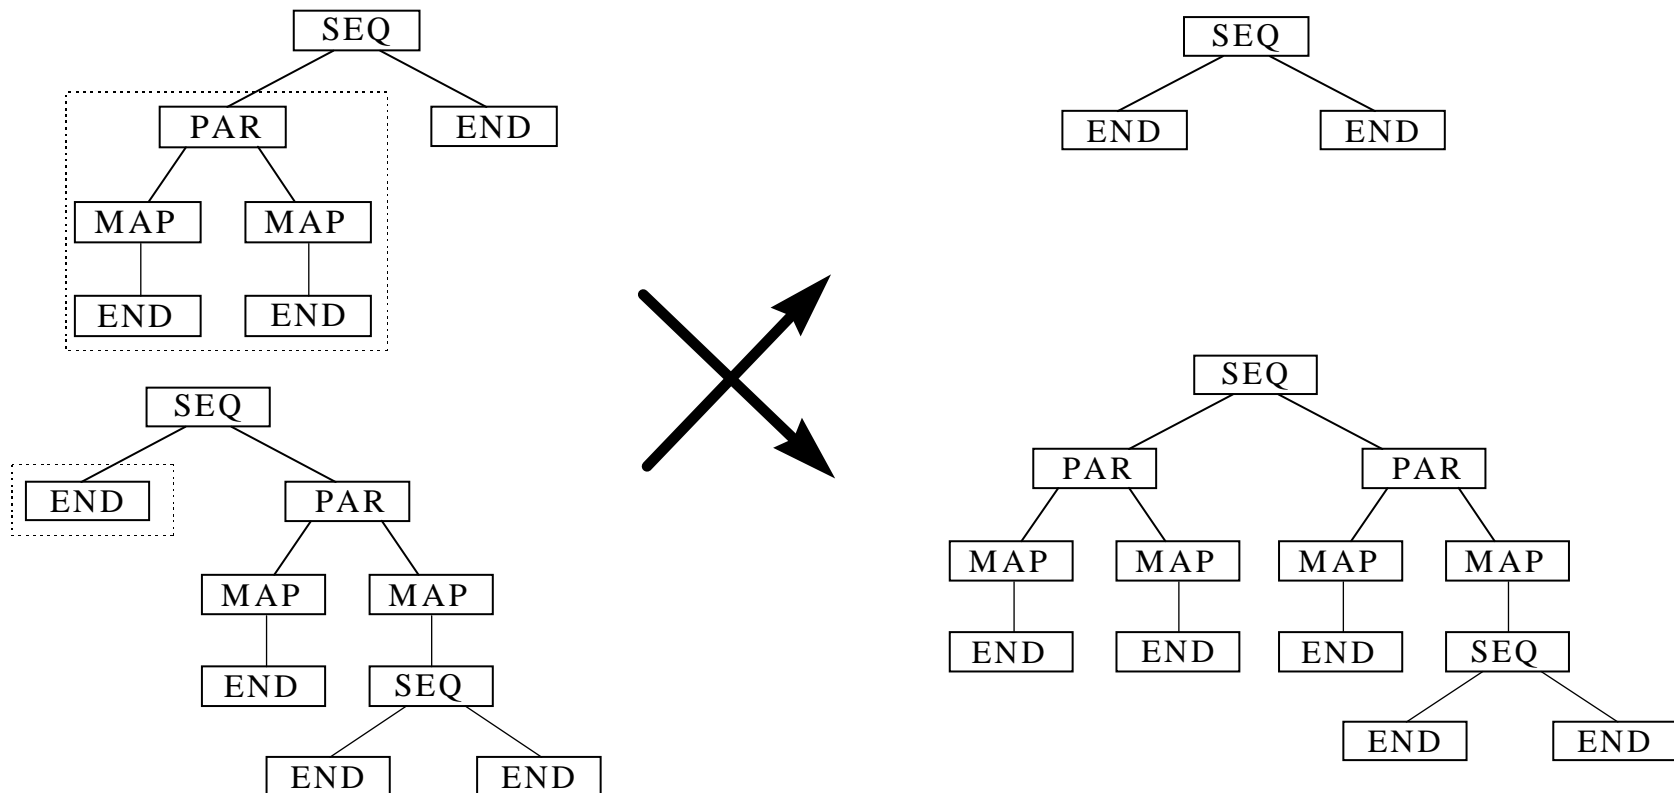 SEQ
PAR END
MAP MAP
END END
SEQ
END PAR
MAP MAP
END SEQ
END END
SEQ
END END
SEQ
PAR PAR
MAP MAP MAP MAP
END END END SEQ
END END